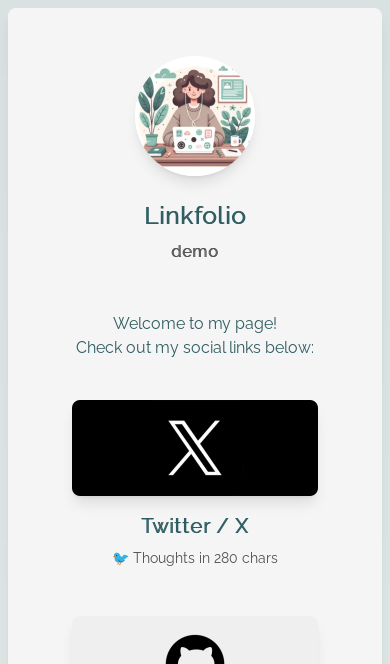 Linkfolio
demo
Welcome to my page!
Check out my social links below:
Twitter / X
🐦 Thoughts in 280 chars